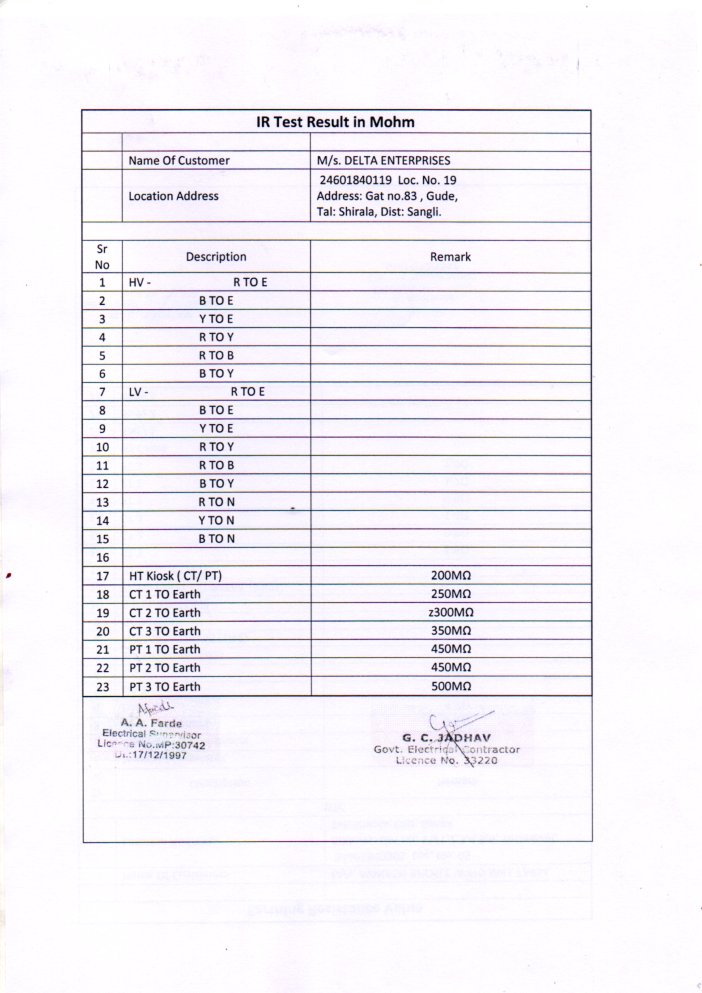 IR Test Result in Mohm
Name Of Customer M/s. DELTA ENTERPRISES
Location Address 24601840119 Loc. No. 19
Address: Gat no.83 , Gude,
Tal: Shirala, Dist: Sangli.
Sr No Description Remark
1 HV - R TO E
2 B TO E
3 Y TO E
4 R TO Y
5 R TO B
6 B TO Y
7 LV - R TO E
8 B TO E
9 Y TO E
10 R TO Y
11 R TO B
12 B TO Y
13 R TO N
14 Y TO N
15 B TO N
16
17 HT Kiosk ( CT/ PT) 200MΩ
18 CT 1 TO Earth 250MΩ
19 CT 2 TO Earth z300MΩ
20 CT 3 TO Earth 350MΩ
21 PT 1 TO Earth 450MΩ
22 PT 2 TO Earth 450MΩ
23 PT 3 TO Earth 500MΩ
A. A. Farde
Electrical Supervisor
Licence No.MP:30742
Dt.:17/12/1997
G. C. JADHAV
Govt. Electrical Contractor
Licence No. 33220